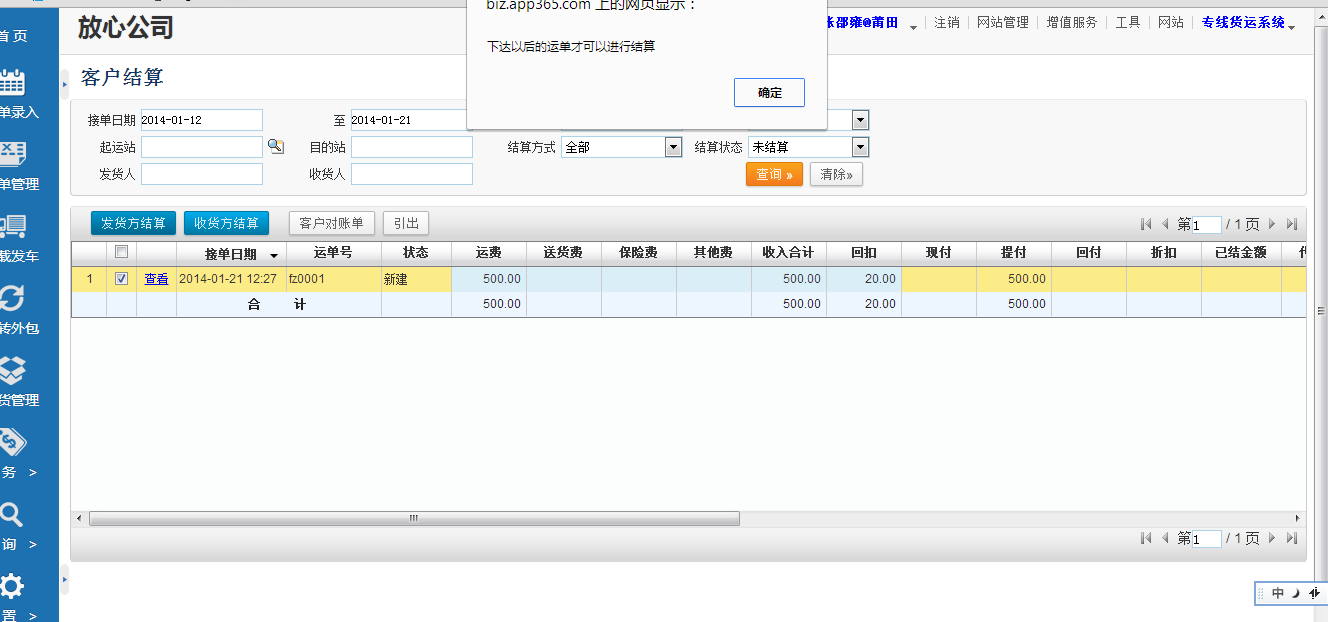 biz.app365.com 上的网页显示：
下达以后的运单才可以进行结算
确定
放心公司
邵雍@莆田 注销 网站管理 增值服务 工具 网站 专线货运系统
首页
单录入
单管理
载发车
转外包
货管理
务 >
询 >
置 >
客户结算
接单日期 2014-01-12 至 2014-01-21
起运站 目的站 结算方式 全部 结算状态 未结算
发货人 收货人 查询 » 清除»
发货方结算 收货方结算 客户对账单 引出 第 1 / 1 页
接单日期 运单号 状态 运费 送货费 保险费 其他费 收入合计 回扣 现付 提付 回付 折扣 已结金额
1 查看 2014-01-21 12:27 fz0001 新建 500.00 500.00 20.00 500.00
合 计 500.00 500.00 20.00 500.00
第 1 / 1 页
中